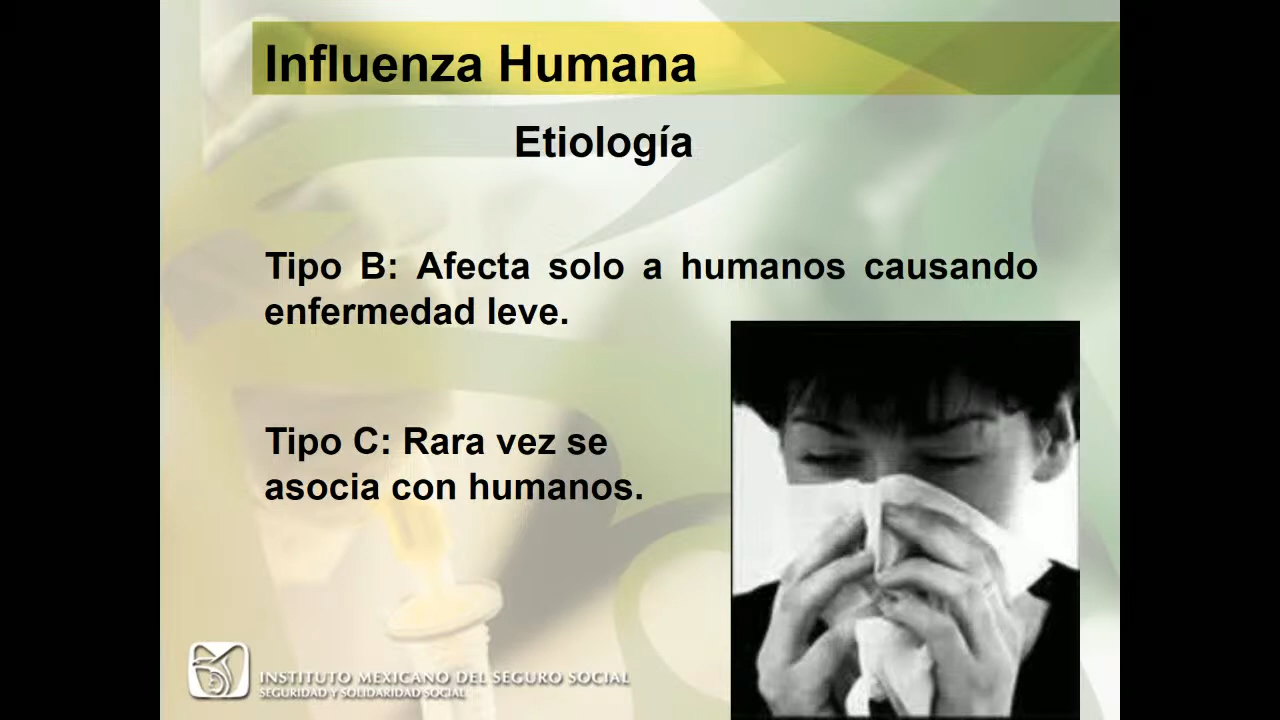 Influenza Humana
Etiología
Tipo B: Afecta solo a humanos causando
enfermedad leve.
Tipo C: Rara vez se
asocia con humanos.
INSTITUTO MEXICANO DEL SEGURO SOCIAL
SEGURIDAD Y SOLIDARIDAD SOCIAL